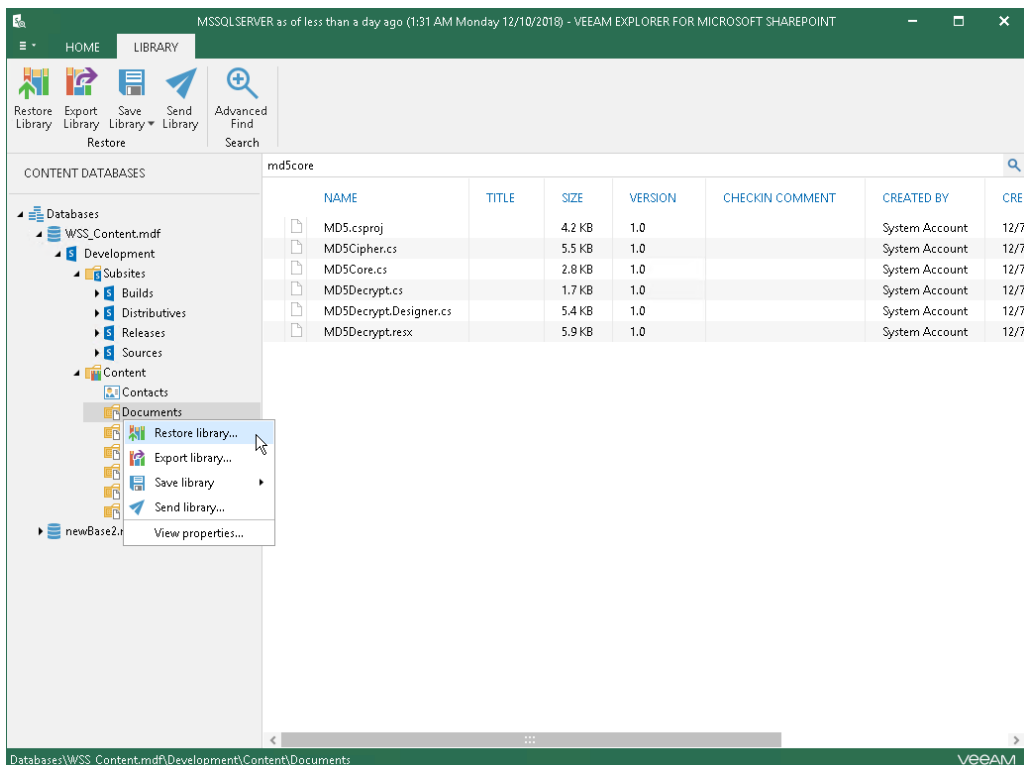 MSSQLSERVER as of less than a day ago (1:31 AM Monday 12/10/2018) - VEEAM EXPLORER FOR MICROSOFT SHAREPOINT
HOME LIBRARY
Restore Library Export Library Save Library Send Library Advanced Find
Restore Search
CONTENT DATABASES
md5core
NAME TITLE SIZE VERSION CHECKIN COMMENT CREATED BY CRE
MD5.csproj 4.2 KB 1.0 System Account 12/7
MD5Cipher.cs 5.5 KB 1.0 System Account 12/7
MD5Core.cs 2.8 KB 1.0 System Account 12/7
MD5Decrypt.cs 1.7 KB 1.0 System Account 12/7
MD5Decrypt.Designer.cs 5.4 KB 1.0 System Account 12/7
MD5Decrypt.resx 5.9 KB 1.0 System Account 12/7
Databases
WSS_Content.mdf
Development
Subsites
Builds
Distributives
Releases
Sources
Content
Contacts
Documents
Restore library...
Export library...
Save library
Send library...
View properties...
newBase2.
Databases\WSS_Content.mdf\Development\Content\Documents
VEEAM